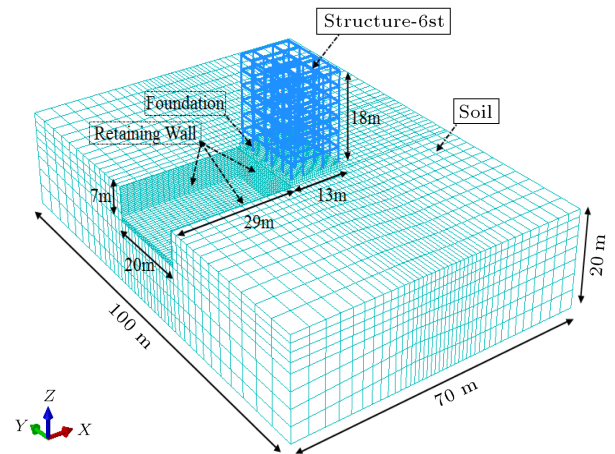 Structure-6st
Foundation
18m
Soil
Retaining Wall
7m
13m
29m
20m
20 m
100 m
70 m
Z
Y
X